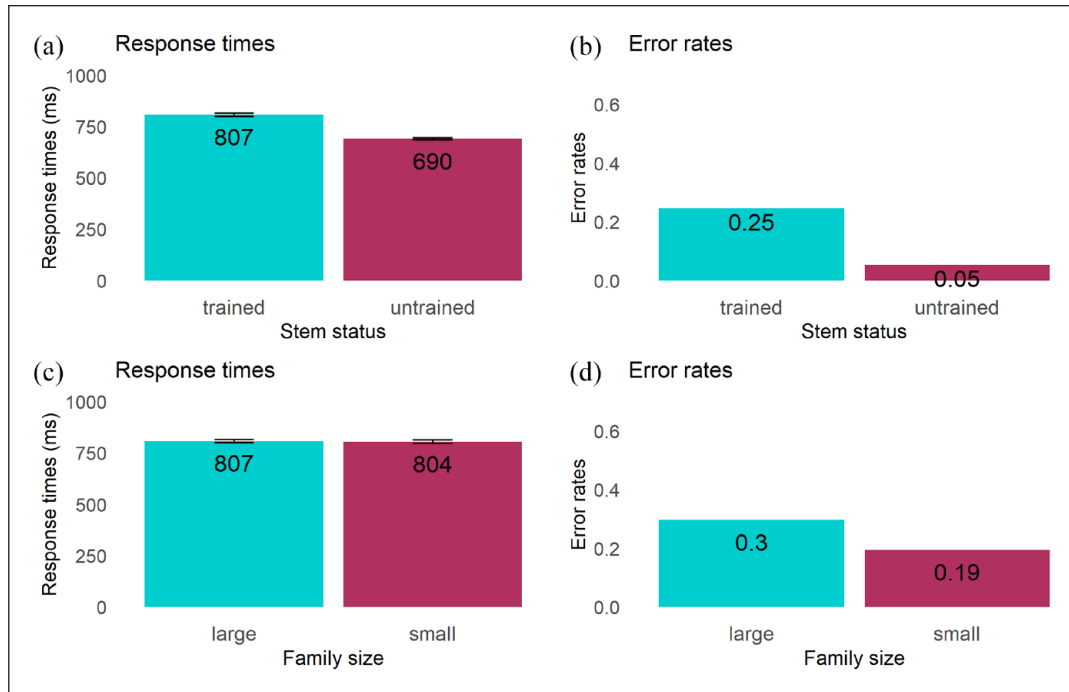 (a) Response times
Response times (ms)
1000
750
500
250
0
807
690
trained untrained
Stem status
(b) Error rates
Error rates
0.6
0.4
0.2
0.0
0.25
0.05
trained untrained
Stem status
(c) Response times
Response times (ms)
1000
750
500
250
0
807
804
large small
Family size
(d) Error rates
Error rates
0.6
0.4
0.2
0.0
0.3
0.19
large small
Family size